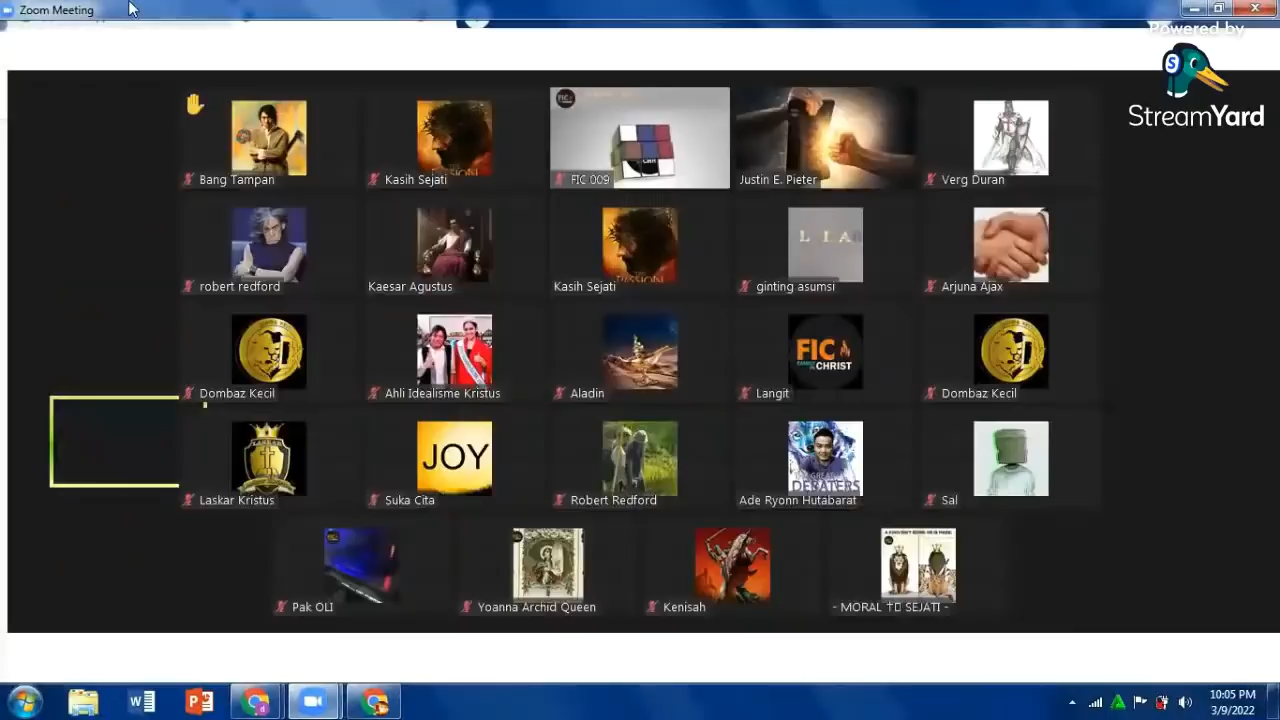 Zoom Meeting
Powered by
StreamYard
Bang Tampan
Kasih Sejati
FIC 009
Justin E. Pieter
Verg Duran
robert redford
Kaesar Agustus
Kasih Sejati
L I A
ginting asumsi
Arjuna Ajax
Dombaz Kecil
Ahli Idealisme Kristus
Aladin
FIC
CHRIST
Langit
Dombaz Kecil
LASKAR
Laskar Kristus
JOY
Suka Cita
Robert Redford
DEBATERS
Ade Ryonn Hutabarat
Sal
Pak OLI
Yoanna Archid Queen
Kenisah
- MORAL ✝ SEJATI -
10:05 PM
3/9/2022